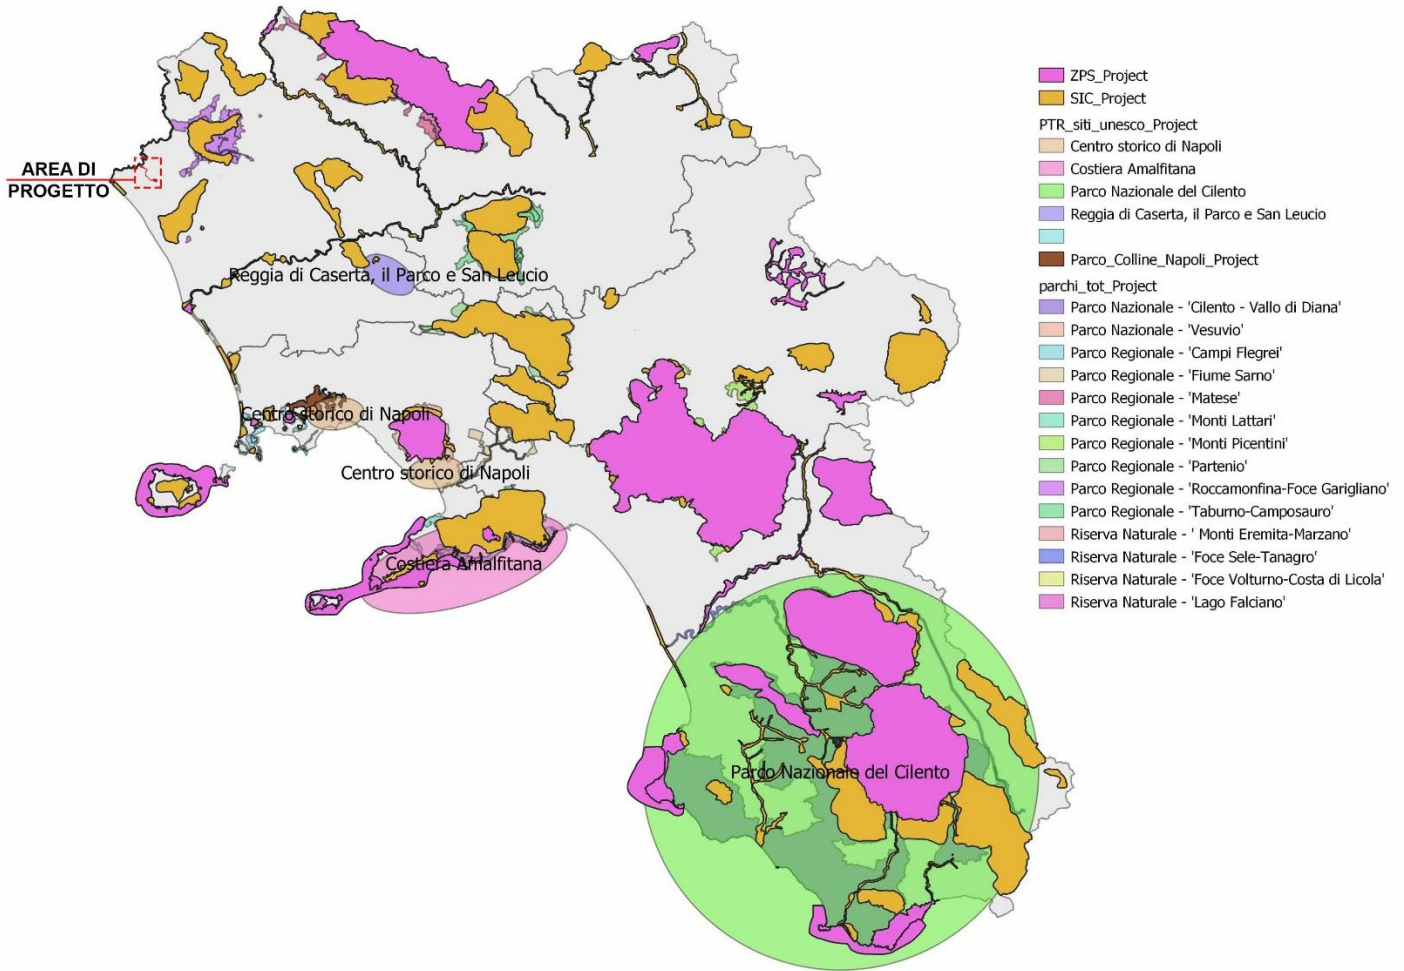 AREA DI
PROGETTO
Reggia di Caserta, il Parco e San Leucio
Centro storico di Napoli
Centro storico di Napoli
Costiera Amalfitana
Parco Nazionale del Cilento
ZPS_Project
SIC_Project
PTR_siti_unesco_Project
Centro storico di Napoli
Costiera Amalfitana
Parco Nazionale del Cilento
Reggia di Caserta, il Parco e San Leucio
Parco_Colline_Napoli_Project
parchi_tot_Project
Parco Nazionale - 'Cilento - Vallo di Diana'
Parco Nazionale - 'Vesuvio'
Parco Regionale - 'Campi Flegrei'
Parco Regionale - 'Fiume Sarno'
Parco Regionale - 'Matese'
Parco Regionale - 'Monti Lattari'
Parco Regionale - 'Monti Picentini'
Parco Regionale - 'Partenio'
Parco Regionale - 'Roccamonfina-Foce Garigliano'
Parco Regionale - 'Taburno-Camposauro'
Riserva Naturale - ' Monti Eremita-Marzano'
Riserva Naturale - 'Foce Sele-Tanagro'
Riserva Naturale - 'Foce Volturno-Costa di Licola'
Riserva Naturale - 'Lago Falciano'